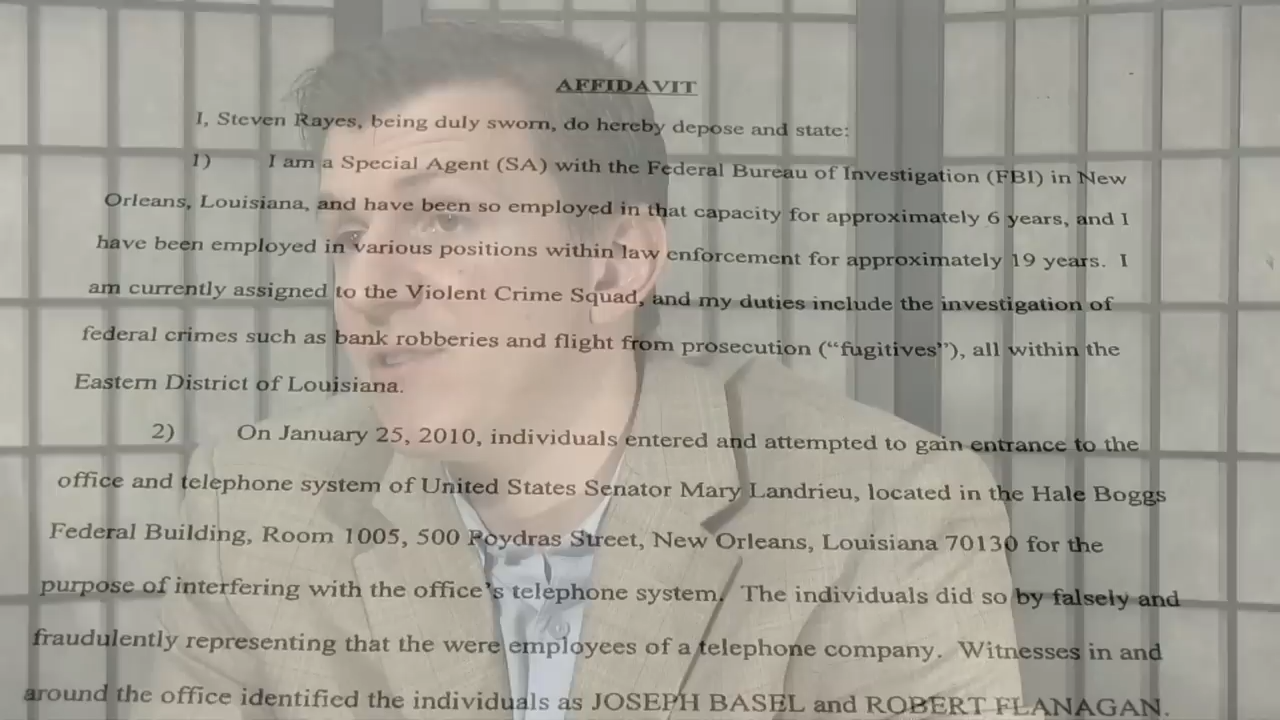 AFFIDAVIT
I, Steven Rayes, being duly sworn, do hereby depose and state:
1) I am a Special Agent (SA) with the Federal Bureau of Investigation (FBI) in New
Orleans, Louisiana, and have been so employed in that capacity for approximately 6 years, and I
have been employed in various positions within law enforcement for approximately 19 years. I
am currently assigned to the Violent Crime Squad, and my duties include the investigation of
federal crimes such as bank robberies and flight from prosecution (“fugitives”), all within the
Eastern District of Louisiana.
2) On January 25, 2010, individuals entered and attempted to gain entrance to the
office and telephone system of United States Senator Mary Landrieu, located in the Hale Boggs
Federal Building, Room 1005, 500 Poydras Street, New Orleans, Louisiana 70130 for the
purpose of interfering with the office’s telephone system. The individuals did so by falsely and
fraudulently representing that the were employees of a telephone company. Witnesses in and
around the office identified the individuals as JOSEPH BASEL and ROBERT FLANAGAN.